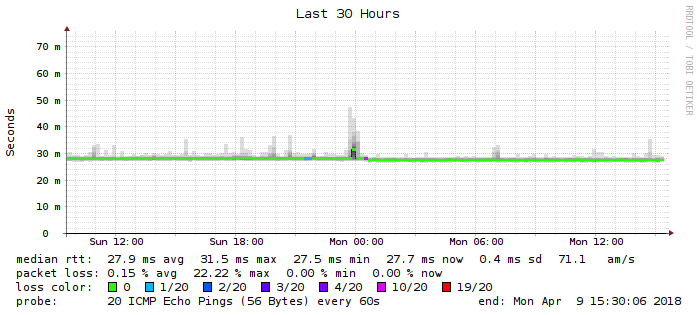 Last 30 Hours
RRDTOOL / TOBI OETIKER
Seconds
70 m
60 m
50 m
40 m
30 m
20 m
10 m
0
Sun 12:00 Sun 18:00 Mon 00:00 Mon 06:00 Mon 12:00
median rtt: 27.9 ms avg 31.5 ms max 27.5 ms min 27.7 ms now 0.4 ms sd 71.1 am/s
packet loss: 0.15 % avg 22.22 % max 0.00 % min 0.00 % now
loss color: 0 1/20 2/20 3/20 4/20 10/20 19/20
probe: 20 ICMP Echo Pings (56 Bytes) every 60s end: Mon Apr 9 15:30:06 2018